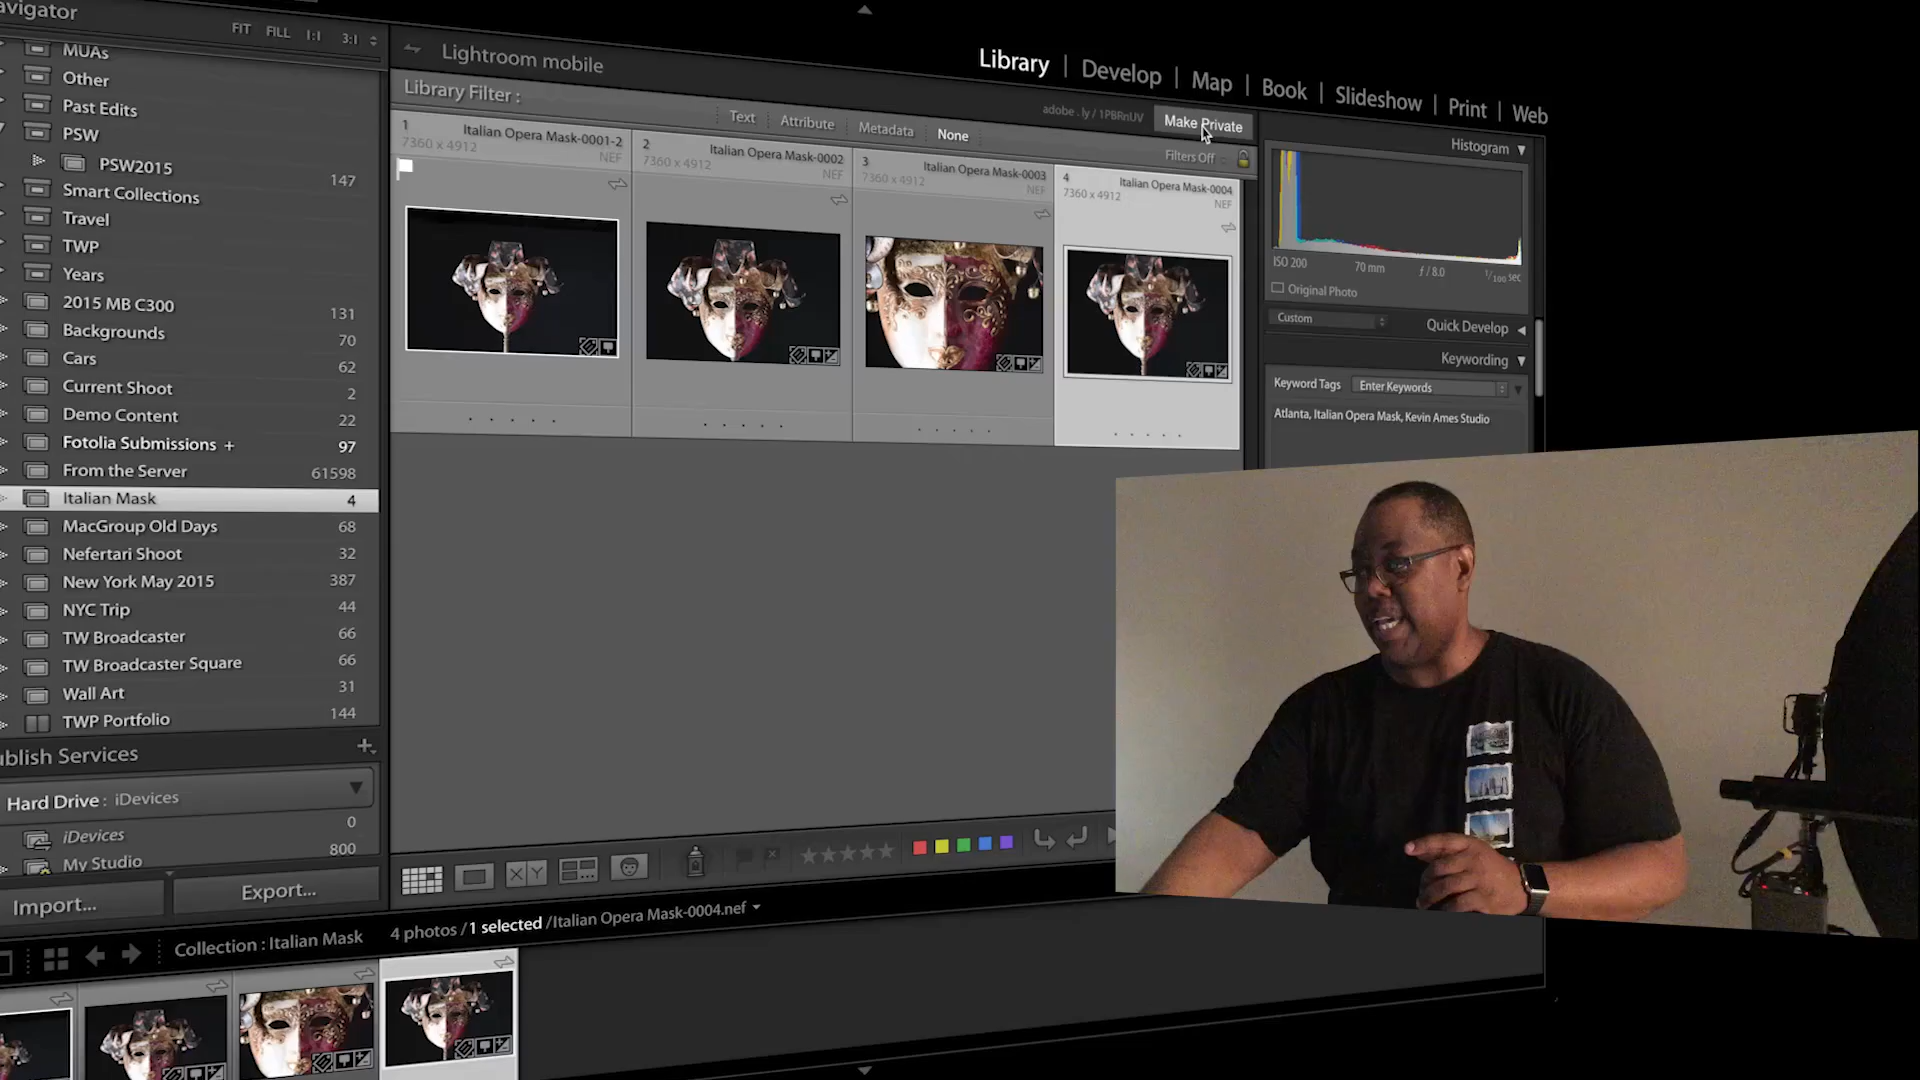 avigator
FIT FILL 1:1 3:1
MUAs
Other
Past Edits
PSW
PSW2015 147
Smart Collections
Travel
TWP
Years
2015 MB C300 131
Backgrounds 70
Cars 62
Current Shoot 2
Demo Content 22
Fotolia Submissions + 97
From the Server 61598
Italian Mask 4
MacGroup Old Days 68
Nefertari Shoot 32
New York May 2015 387
NYC Trip 44
TW Broadcaster 66
TW Broadcaster Square 66
Wall Art 31
TWP Portfolio 144
ublish Services +
Hard Drive : iDevices
iDevices 0
My Studio 800
Import... Export...
Lightroom mobile
Library | Develop | Map | Book | Slideshow | Print | Web
Library Filter :
Text Attribute Metadata None
adobe.ly/1PBRnUV Make Private
Filters Off
1 Italian Opera Mask-0001-2
7360 x 4912 NEF
2 Italian Opera Mask-0002
7360 x 4912 NEF
3 Italian Opera Mask-0003
7360 x 4912 NEF
4 Italian Opera Mask-0004
7360 x 4912 NEF
Histogram
ISO 200 70 mm ƒ / 8.0 1/100 sec
Original Photo
Custom Quick Develop
Keywording
Keyword Tags Enter Keywords
Atlanta, Italian Opera Mask, Kevin Ames Studio
XY
Collection : Italian Mask 4 photos / 1 selected /Italian Opera Mask-0004.nef